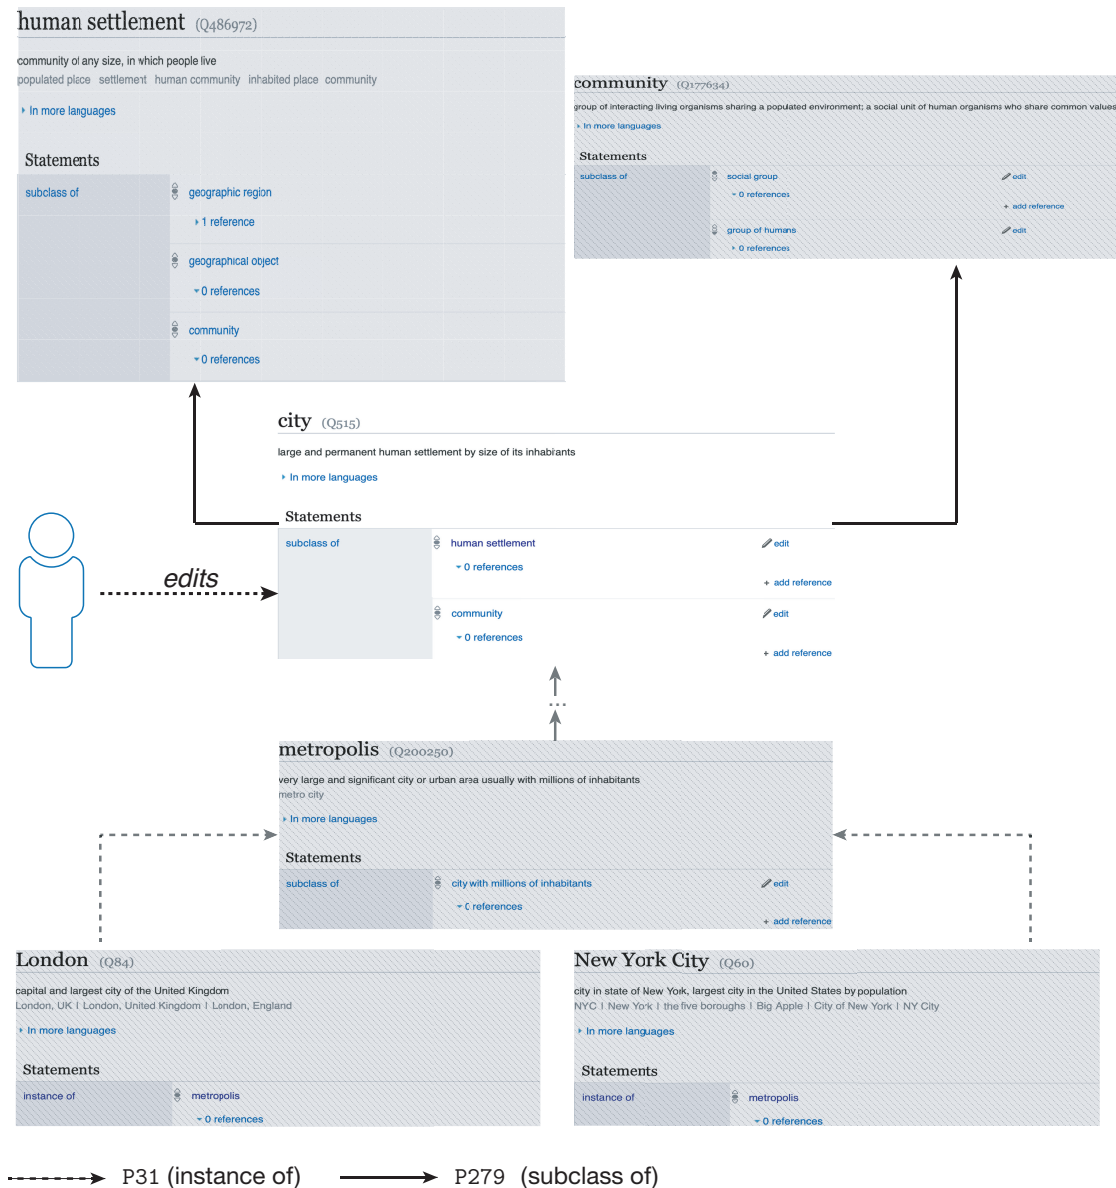 human settlement (Q486972)
community of any size, in which people live
populated place settlement human community inhabited place community
In more languages
Statements
subclass of
geographic region
1 reference
geographical object
0 references
community
0 references
community (Q177634)
group of interacting living organisms sharing a populated environment; a social unit of human organisms who share common values
In more languages
Statements
subclass of
social group
edit
0 references
+ add reference
group of humans
edit
0 references
city (Q515)
large and permanent human settlement by size of its inhabitants
In more languages
Statements
subclass of
human settlement
edit
0 references
+ add reference
community
edit
0 references
+ add reference
edits
...
metropolis (Q200250)
very large and significant city or urban area usually with millions of inhabitants
metro city
In more languages
Statements
subclass of
city with millions of inhabitants
edit
0 references
+ add reference
London (Q84)
capital and largest city of the United Kingdom
London, UK | London, United Kingdom | London, England
In more languages
Statements
instance of
metropolis
0 references
New York City (Q60)
city in state of New York, largest city in the United States by population
NYC | New York | the five boroughs | Big Apple | City of New York | NY City
In more languages
Statements
instance of
metropolis
0 references
P31 (instance of)
P279 (subclass of)